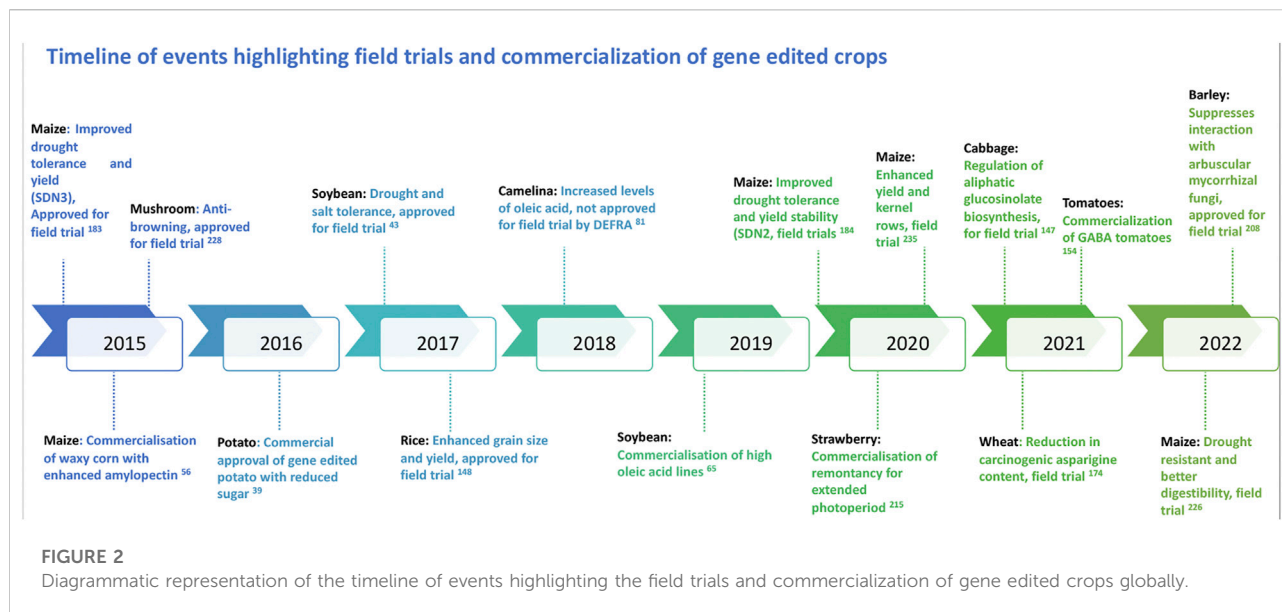 Timeline of events highlighting field trials and commercialization of gene edited crops
Maize: Improved
drought
tolerance and
yield
(SDN3),
Approved for
field trial 183
Mushroom: Anti-
browning, approved
for field trial 228
Soybean: Drought and
salt tolerance, approved
for field trial 43
Camelina: Increased levels
of oleic acid, not approved
for field trial by DEFRA 81
Maize: Improved
drought tolerance
and yield stability
(SDN2, field trials 184
Maize:
Enhanced
yield and
kernel
rows, field
trial 235
Cabbage:
Regulation of
aliphatic
glucosinolate
biosynthesis,
for field trial 147
Tomatoes:
Commercialization
of GABA tomatoes
154
Barley:
Suppresses
interaction
with
arbuscular
mycorrhizal
fungi,
approved for
field trial 208
2015
2016
2017
2018
2019
2020
2021
2022
Maize: Commercialisation
of waxy corn with
enhanced amylopectin 56
Potato: Commercial
approval of gene edited
potato with reduced
sugar 39
Rice: Enhanced grain size
and yield, approved for
field trial 148
Soybean:
Commercialisation of high
oleic acid lines 65
Strawberry:
Commercialisation of
remontancy for
extended
photoperiod 215
Wheat: Reduction in
carcinogenic asparigine
content, field trial 174
Maize: Drought
resistant and
better
digestibility, field
trial 226
FIGURE 2
Diagrammatic representation of the timeline of events highlighting the field trials and commercialization of gene edited crops globally.